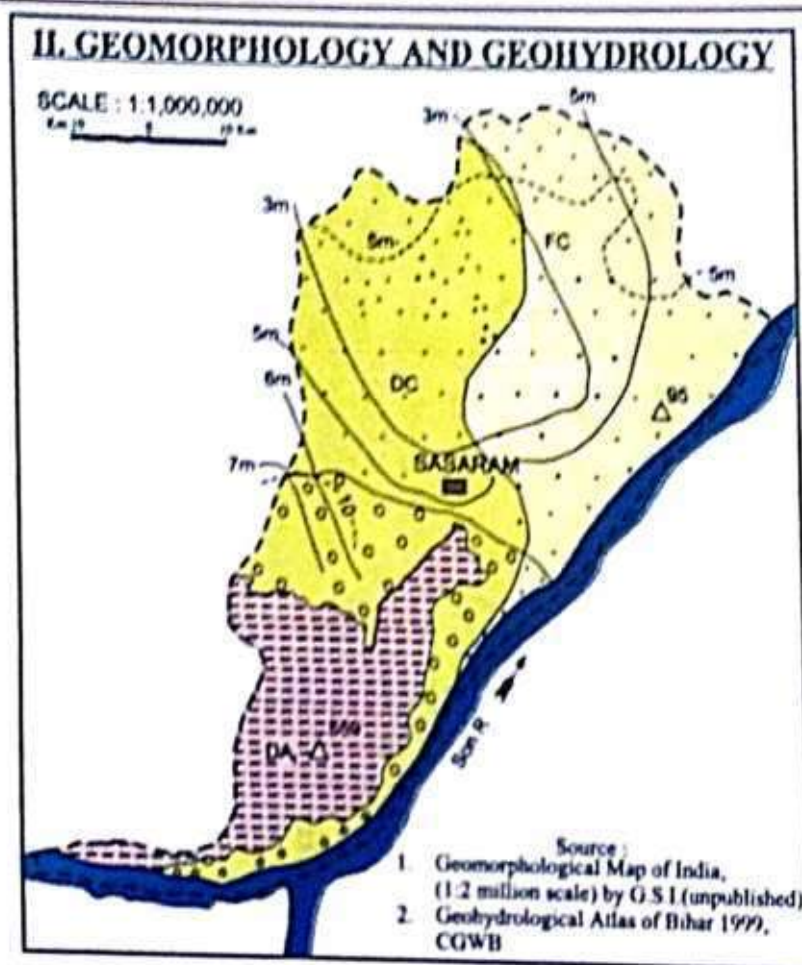 II. GEOMORPHOLOGY AND GEOHYDROLOGY
SCALE : 1:1,000,000
3m
5m
3m
5m
FC
5m
5m
DC
6m
95
7m
SASARAM
P
10
Son R
DA
Source :
1. Geomorphological Map of India,
(1:2 million scale) by G.S.I (unpublished)
2. Geohydrological Atlas of Bihar 1999,
CGWB